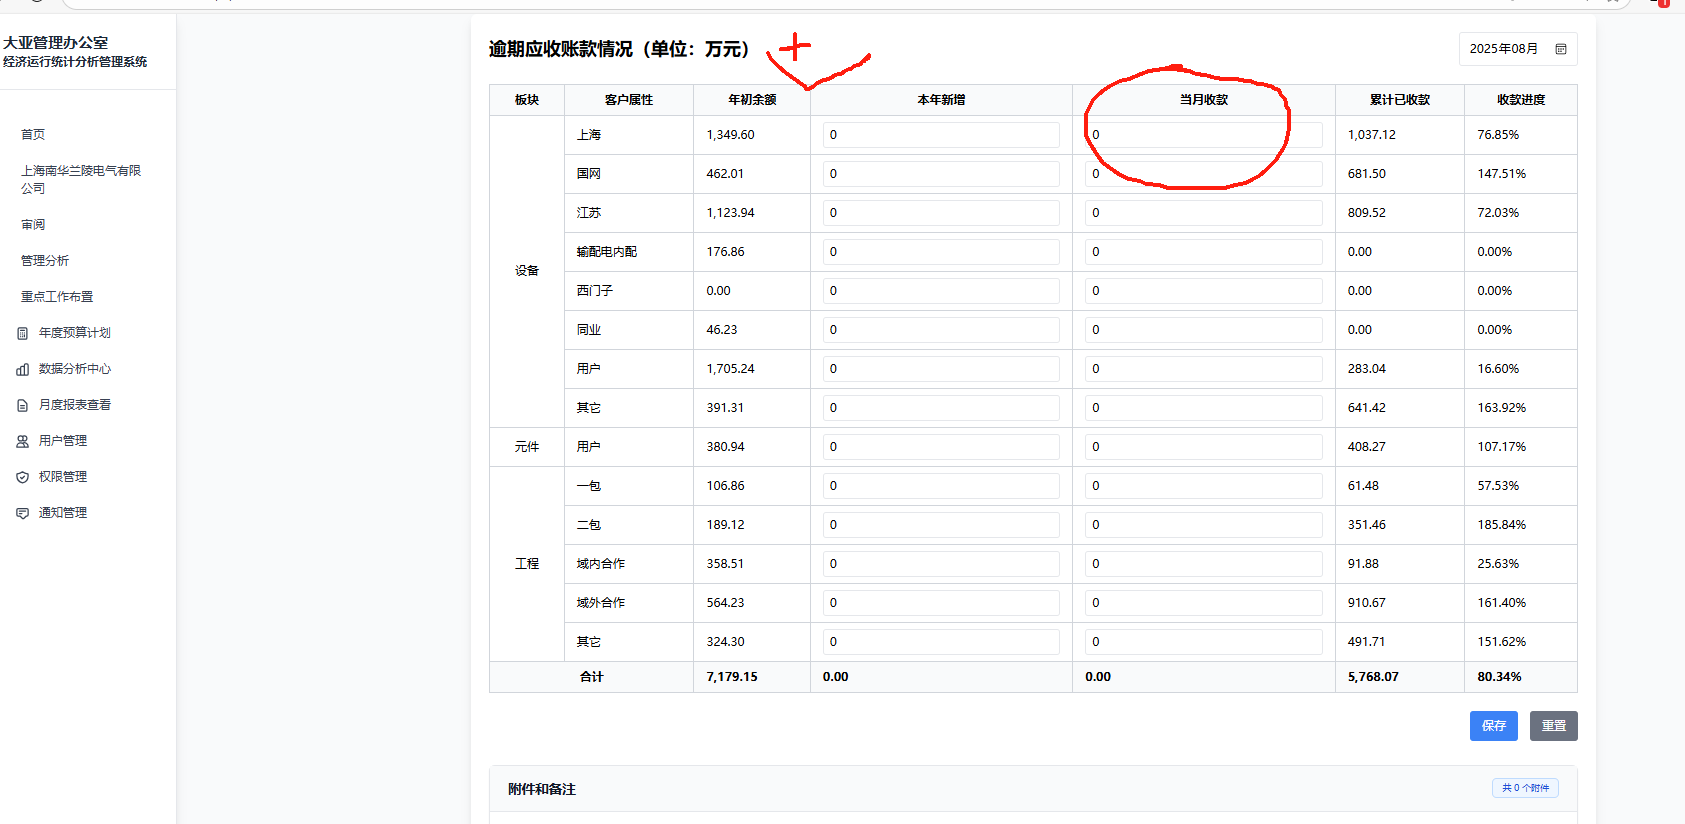 大亚管理办公室
经济运行统计分析管理系统
首页
上海南华兰陵电气有限
公司
审阅
管理分析
重点工作布置
年度预算计划
数据分析中心
月度报表查看
用户管理
权限管理
通知管理
逾期应收账款情况（单位：万元）
+
2025年08月
板块 客户属性 年初余额 本年新增 当月收款 累计已收款 收款进度
设备
上海 1,349.60 0 0 1,037.12 76.85%
国网 462.01 0 0 681.50 147.51%
江苏 1,123.94 0 0 809.52 72.03%
输配电内配 176.86 0 0 0.00 0.00%
西门子 0.00 0 0 0.00 0.00%
同业 46.23 0 0 0.00 0.00%
用户 1,705.24 0 0 283.04 16.60%
其它 391.31 0 0 641.42 163.92%
元件 用户 380.94 0 0 408.27 107.17%
工程
一包 106.86 0 0 61.48 57.53%
二包 189.12 0 0 351.46 185.84%
域内合作 358.51 0 0 91.88 25.63%
域外合作 564.23 0 0 910.67 161.40%
其它 324.30 0 0 491.71 151.62%
合计 7,179.15 0.00 0.00 5,768.07 80.34%
保存 重置
附件和备注
共 0 个附件